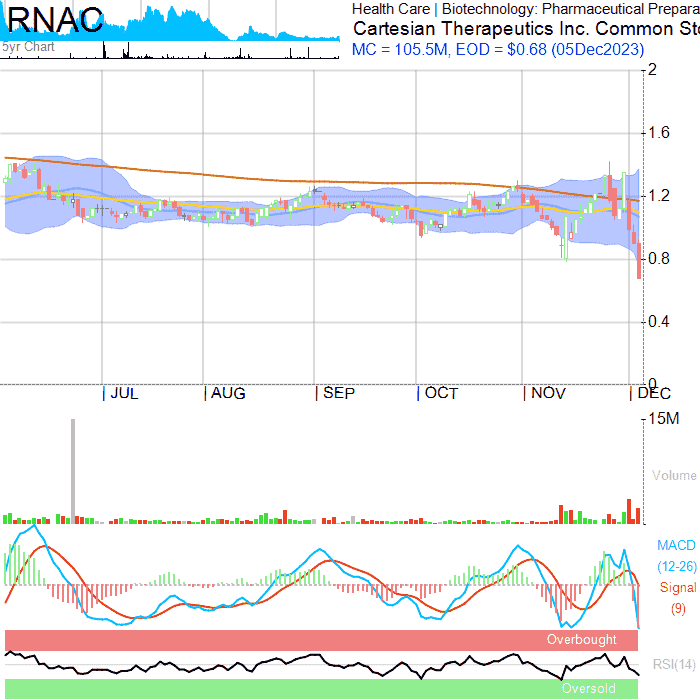 RNAC
5yr Chart
Health Care | Biotechnology: Pharmaceutical Prepara
Cartesian Therapeutics Inc. Common Sto
MC = 105.5M, EOD = $0.68 (05Dec2023)
2
1.6
1.2
0.8
0.4
0
JUL AUG SEP OCT NOV DEC
15M
Volume
MACD
(12-26)
Signal
(9)
Overbought
RSI(14)
Oversold